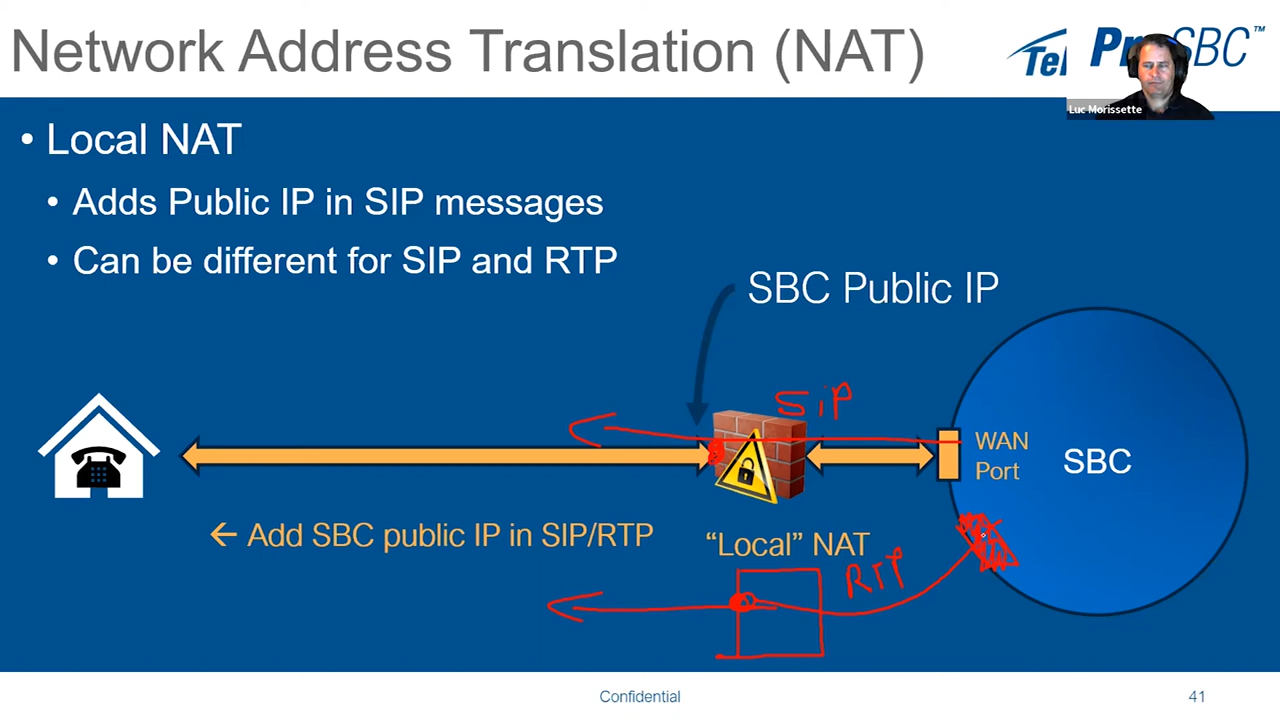 Network Address Translation (NAT)
Tel
SBC™
Luc Morissette
• Local NAT
• Adds Public IP in SIP messages
• Can be different for SIP and RTP
SBC Public IP
SiP
WAN
Port
SBC
← Add SBC public IP in SIP/RTP
“Local” NAT
RTP
Confidential
41